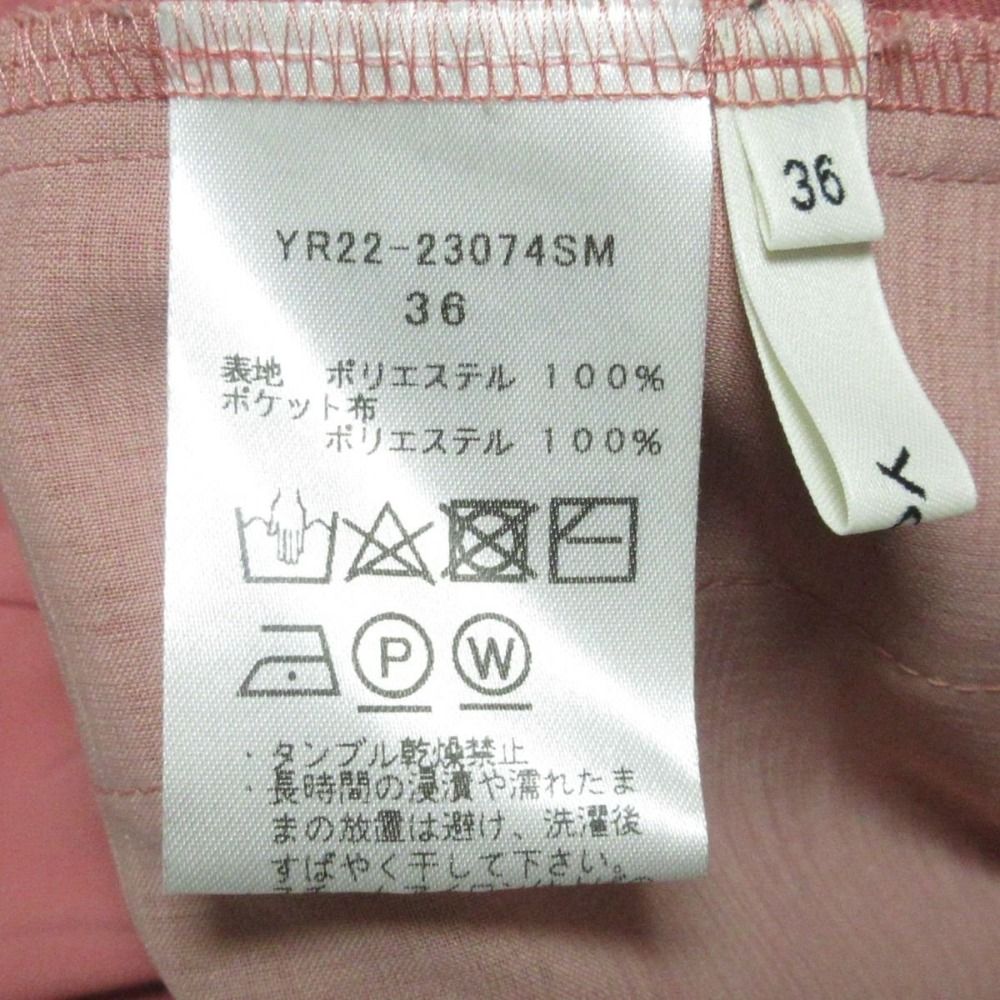 YR22-23074SM
36
表地 ポリエステル 100%
ポケット布
ポリエステル 100%
P W
・タンブル乾燥禁止
・長時間の浸漬や濡れたま
まの放置は避け、洗濯後
すばやく干して下さい。
36
Y